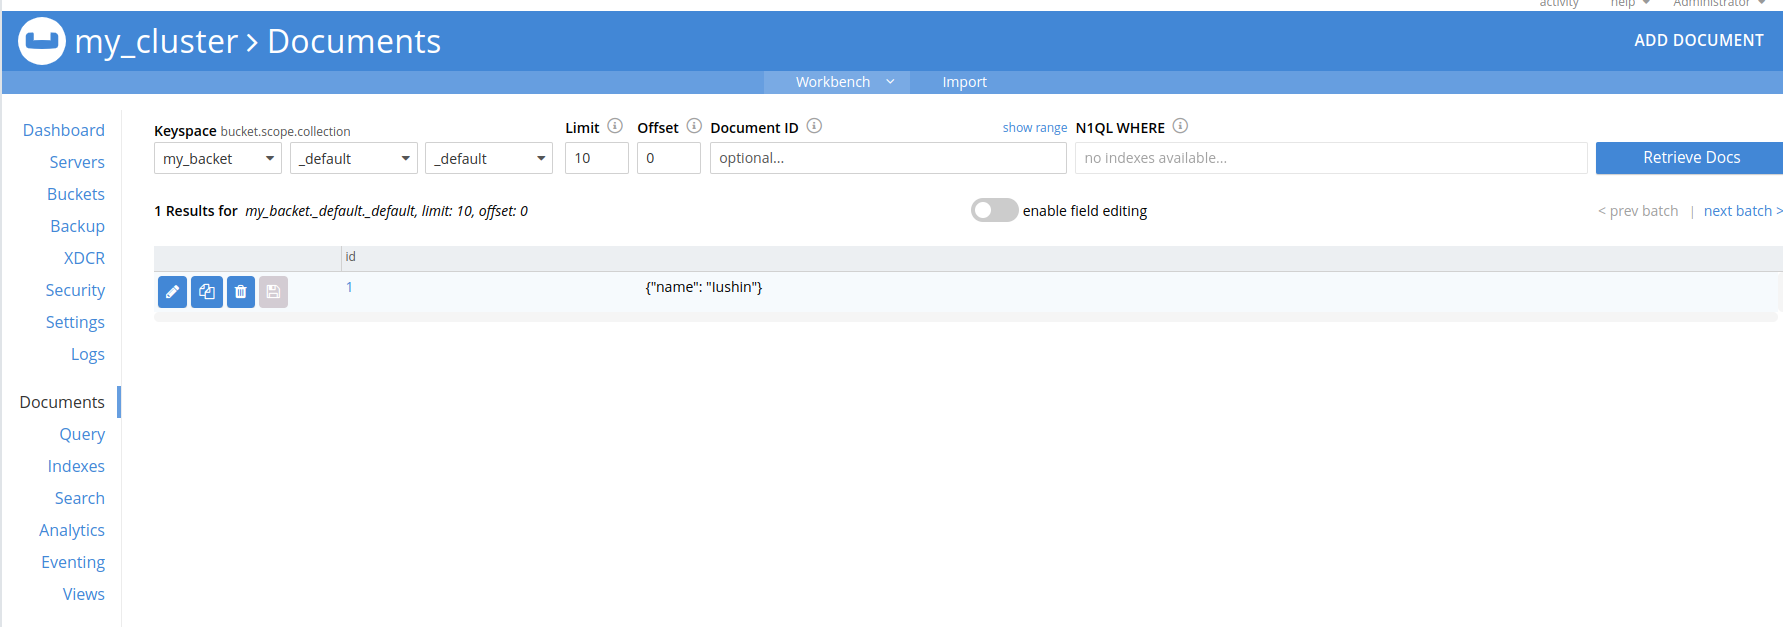 activity help Administrator
my_cluster > Documents
ADD DOCUMENT
Workbench Import
Dashboard
Servers
Buckets
Backup
XDCR
Security
Settings
Logs
Documents
Query
Indexes
Search
Analytics
Eventing
Views
Keyspace bucket.scope.collection Limit Offset Document ID show range N1QL WHERE
my_backet _default _default 10 0 optional... no indexes available... Retrieve Docs
1 Results for my_backet._default._default, limit: 10, offset: 0 enable field editing < prev batch | next batch >
id
1 {"name": "Iushin"}